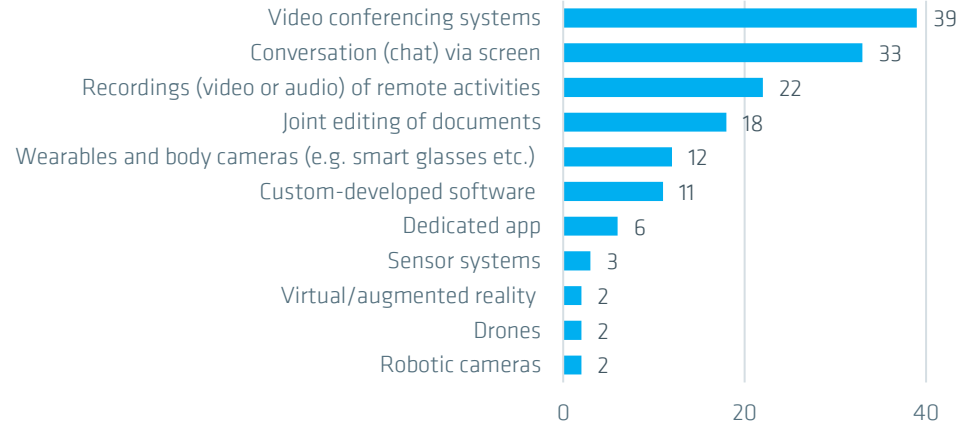 Video conferencing systems 39
Conversation (chat) via screen 33
Recordings (video or audio) of remote activities 22
Joint editing of documents 18
Wearables and body cameras (e.g. smart glasses etc.) 12
Custom-developed software 11
Dedicated app 6
Sensor systems 3
Virtual/augmented reality 2
Drones 2
Robotic cameras 2
0 20 40